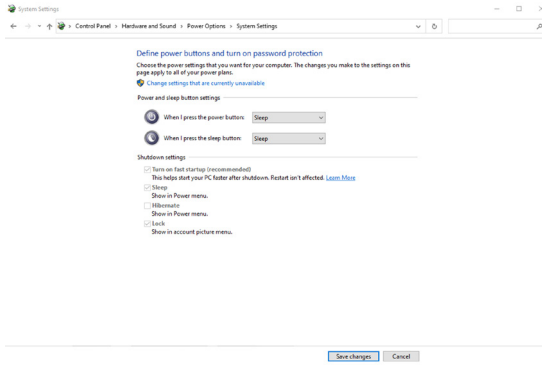 System Settings
Control Panel > Hardware and Sound > Power Options > System Settings
Define power buttons and turn on password protection
Choose the power settings that you want for your computer. The changes you make to the settings on this
page apply to all of your power plans.
Change settings that are currently unavailable
Power and sleep button settings
When I press the power button: Sleep
When I press the sleep button: Sleep
Shutdown settings
Turn on fast startup (recommended)
This helps start your PC faster after shutdown. Restart isn't affected. Learn More
Sleep
Show in Power menu.
Hibernate
Show in Power menu.
Lock
Show in account picture menu.
Save changes Cancel